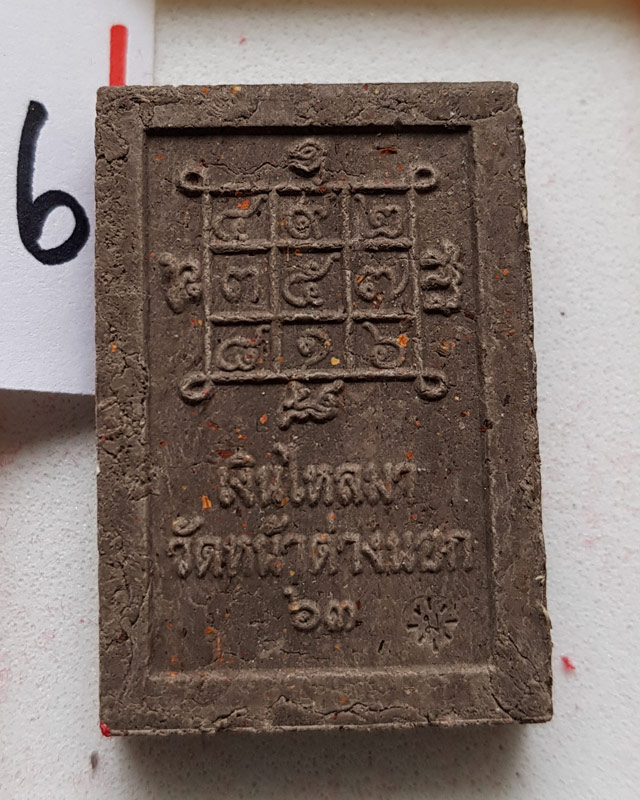 6
๔ ๙ ๒
๓ ๕ ๗
๘ ๑ ๖
เงินไหลมา
วัดหน้าต่างนอก
๖๓